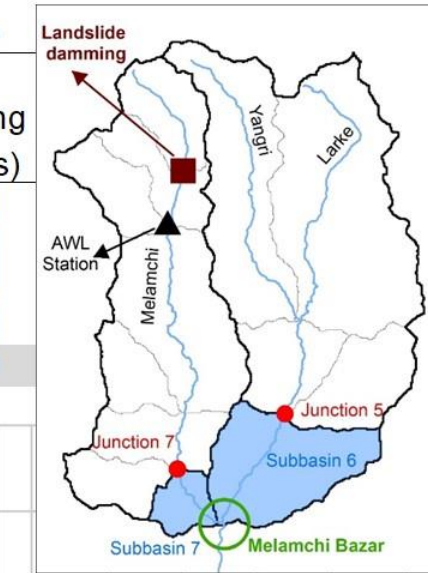 ng
s)
Landslide
damming
Yangri
Larke
AWL
Station
Melamchi
Junction 5
Junction 7
Subbasin 6
Subbasin 7
Melamchi Bazar